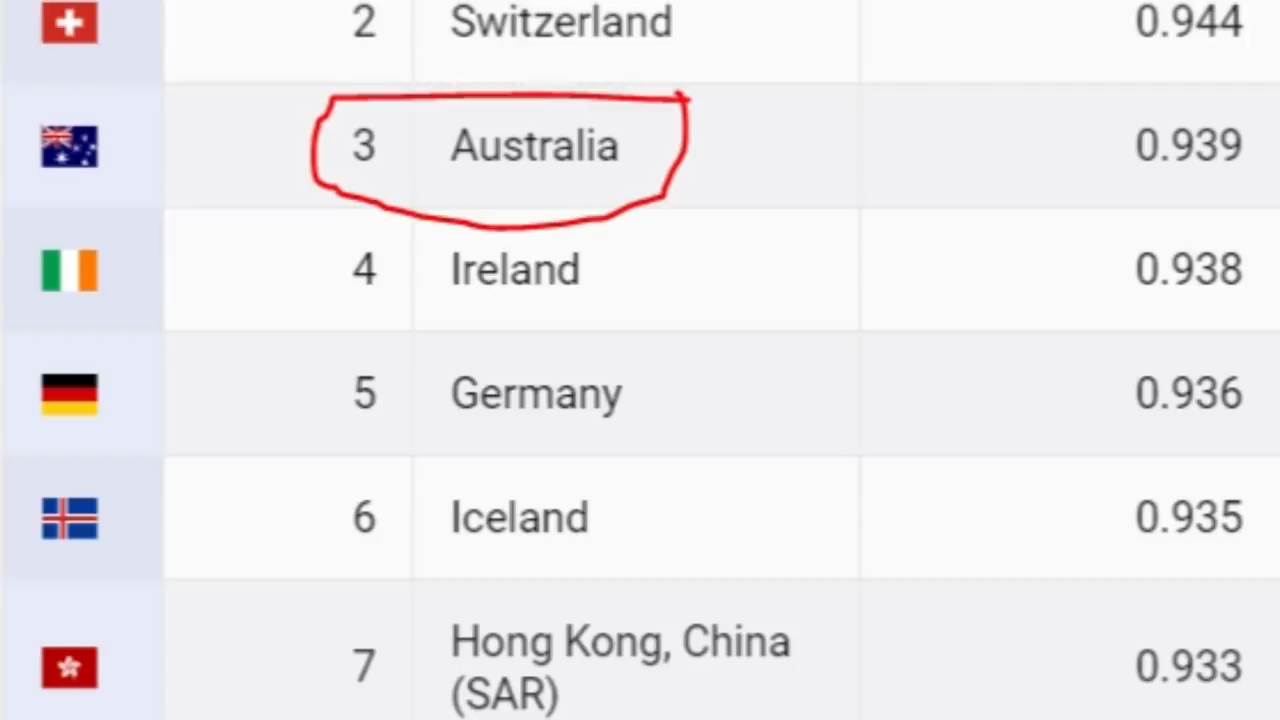 2 Switzerland 0.944
3 Australia 0.939
4 Ireland 0.938
5 Germany 0.936
6 Iceland 0.935
7 Hong Kong, China
(SAR) 0.933